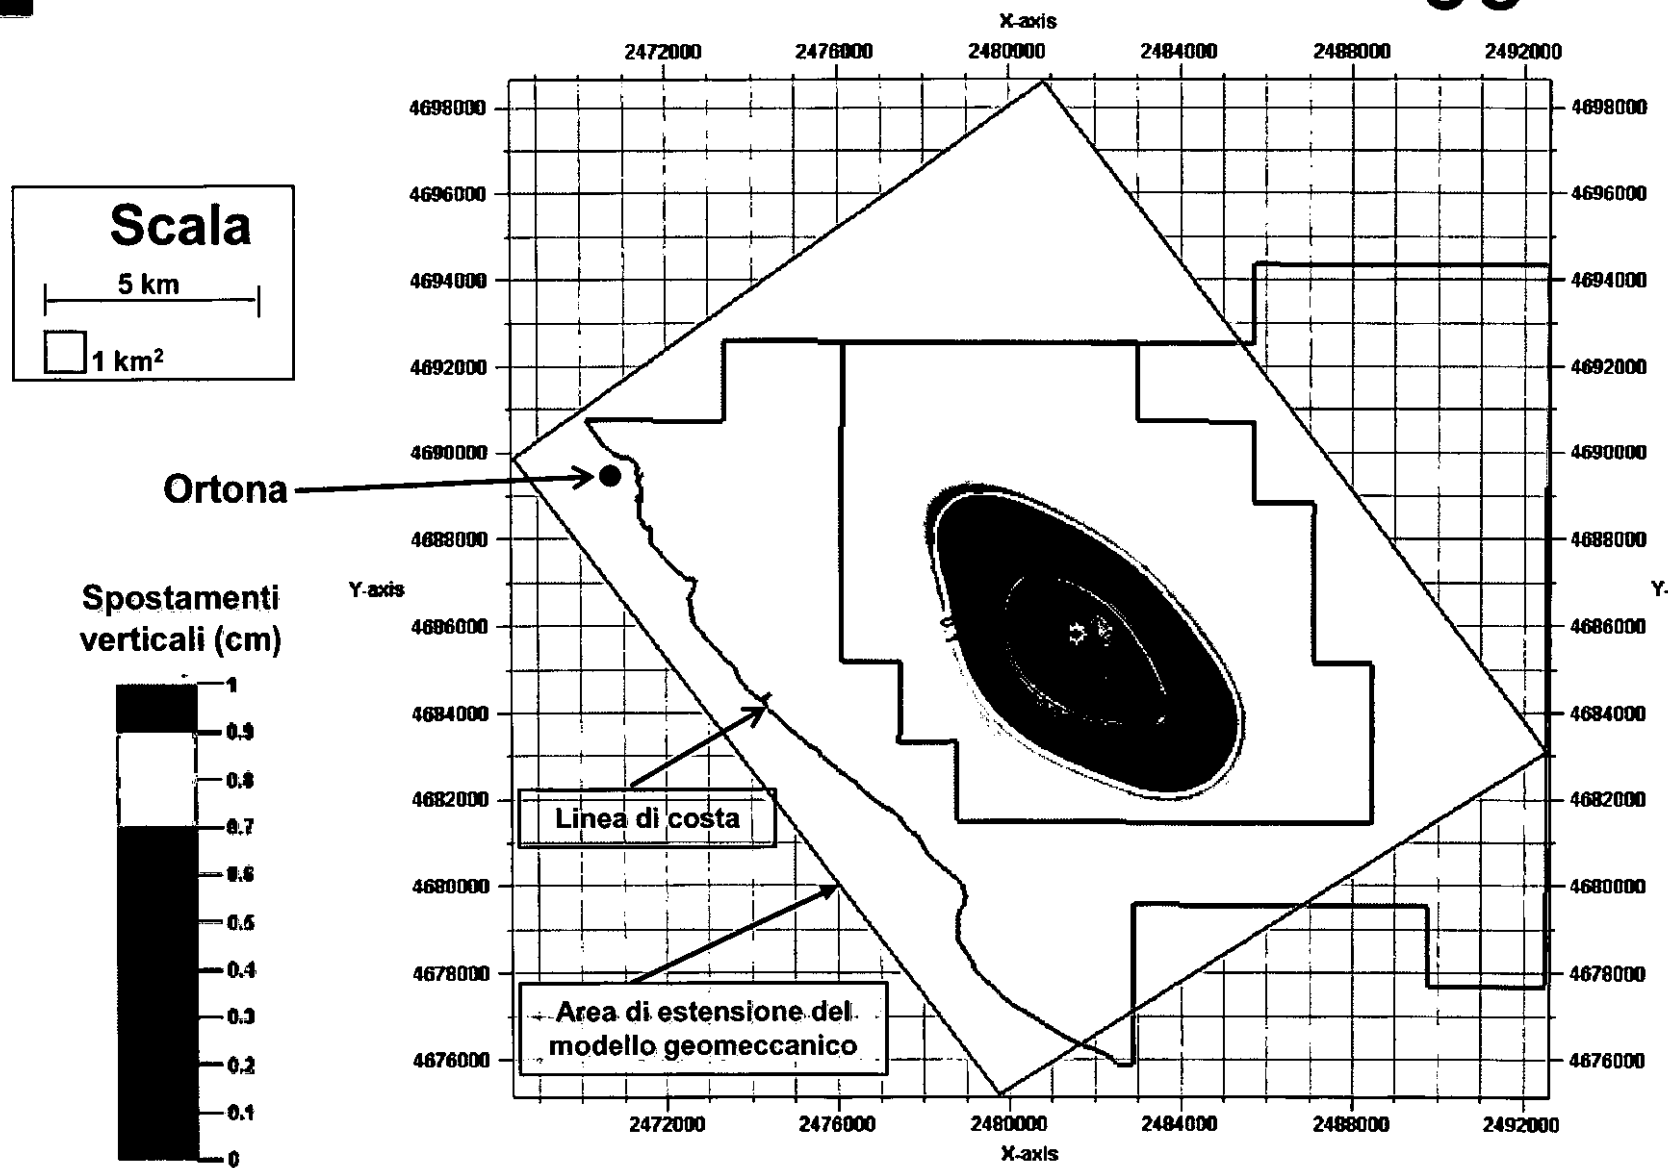 X-axis
2472000 2476000 2480000 2484000 2488000 2492000
4698000 4698000
4696000 4696000
Scala
5 km
1 km²
4694000 4694000
4692000 4692000
4690000 4690000
Ortona
4688000 4688000
Y-axis
Spostamenti
verticali (cm)
4686000 4686000
0.1
1
0.9
0.8
0.7
0.6
0.5
0.4
0.3
0.2
0.1
0
4684000 4684000
4682000 4682000
Linea di costa
4680000 4680000
4678000 4678000
Area di estensione del
modello geomeccanico
4676000 4676000
2472000 2476000 2480000 2484000 2488000 2492000
X-axis